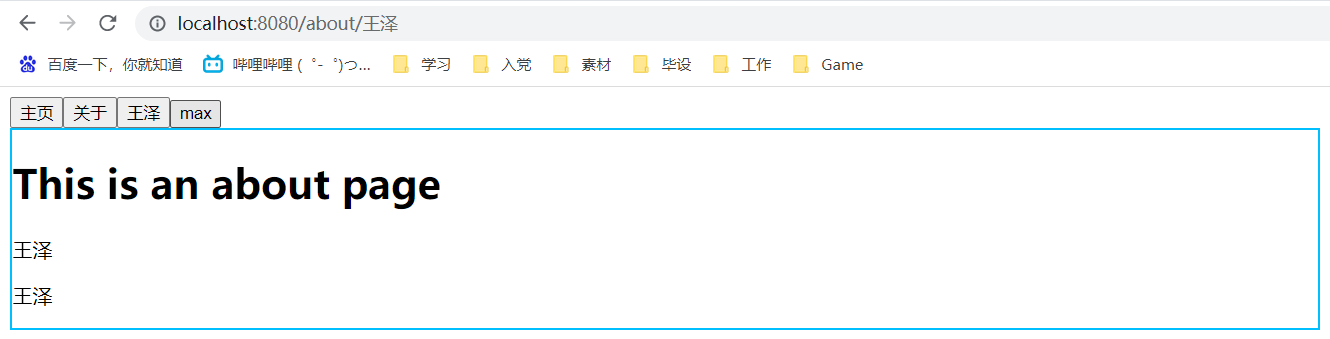 localhost:8080/about/王泽
百度一下，你就知道 哔哩哔哩 (゜-゜)つ... 学习 入党 素材 毕设 工作 Game
主页 关于 王泽 max
This is an about page
王泽
王泽